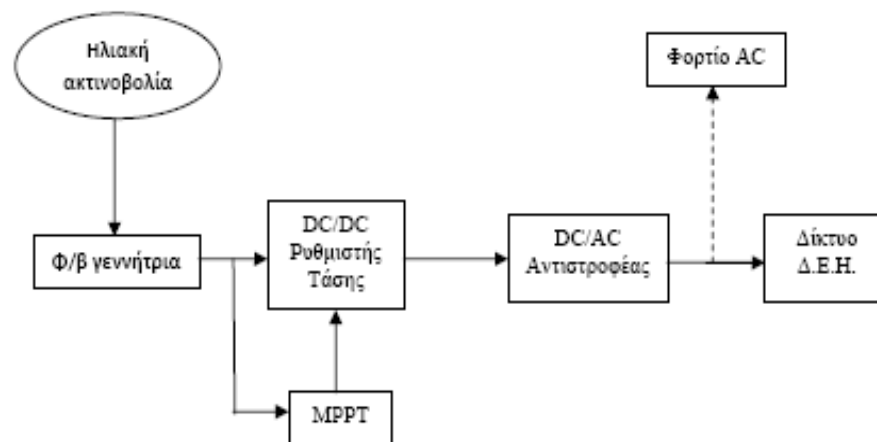 Ηλιακή
ακτινοβολία
Φορτίο AC
Φ/β γεννήτρια
DC/DC
Ρυθμιστής
Τάσης
DC/AC
Αντιστροφέας
Δίκτυο
Δ.Ε.Η.
MPPT